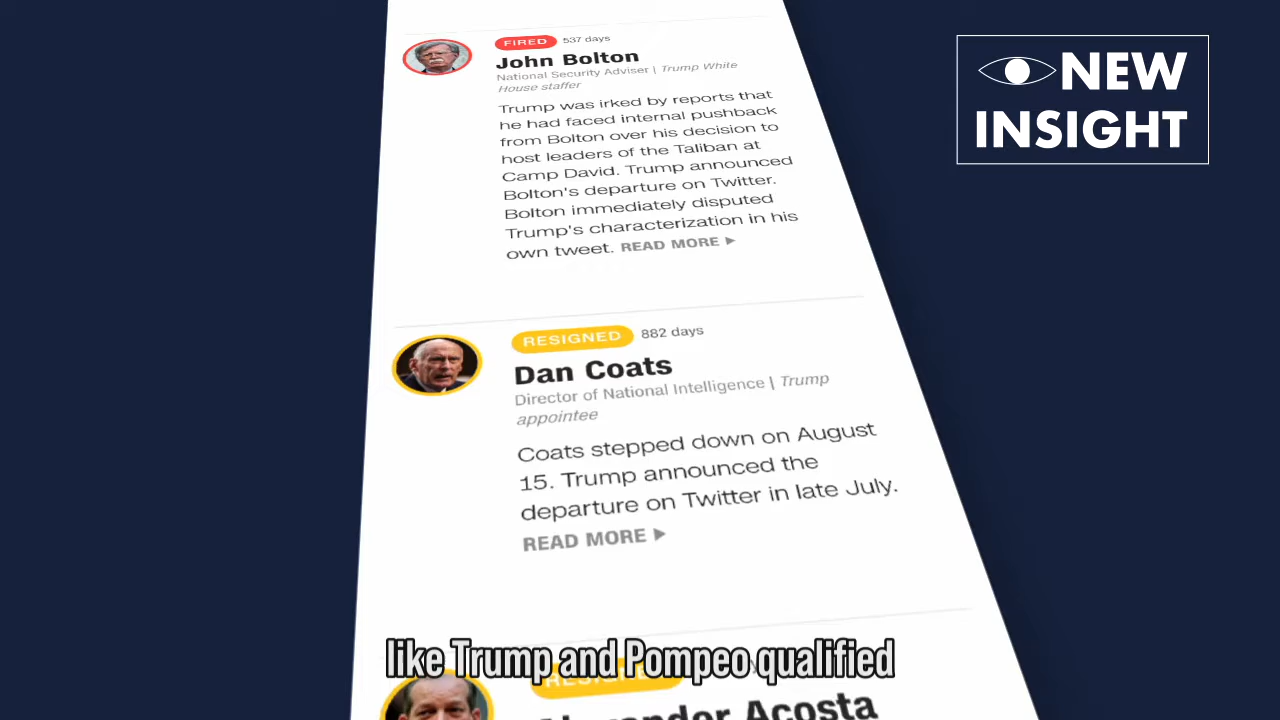 FIRED 537 days
John Bolton
National Security Adviser | Trump White
House staffer
Trump was irked by reports that
he had faced internal pushback
from Bolton over his decision to
host leaders of the Taliban at
Camp David. Trump announced
Bolton's departure on Twitter.
Bolton immediately disputed
Trump's characterization in his
own tweet. READ MORE ▶
RESIGNED 882 days
Dan Coats
Director of National Intelligence | Trump
appointee
Coats stepped down on August
15. Trump announced the
departure on Twitter in late July.
READ MORE ▶
RESIGNED
Alexander Acosta
like Trump and Pompeo qualified
NEW
INSIGHT